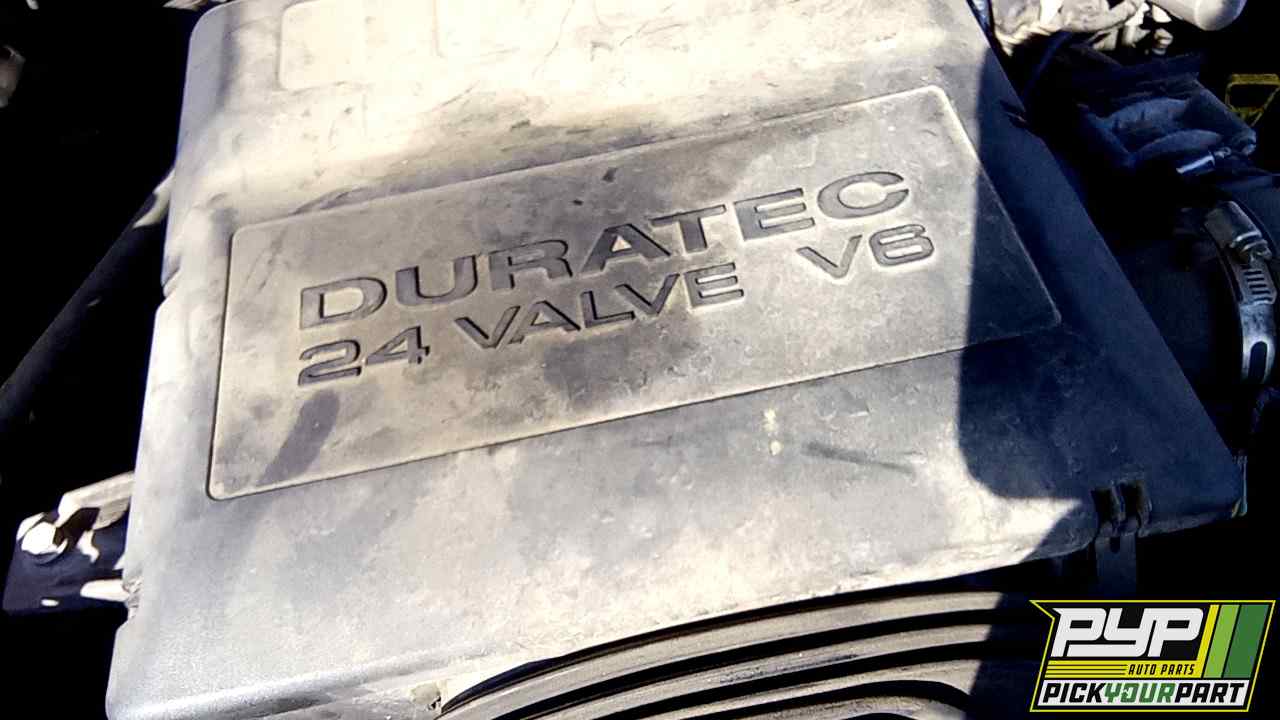 DURATEC
24 VALVE V6
PYP
AUTO PARTS
PICKYOURPART